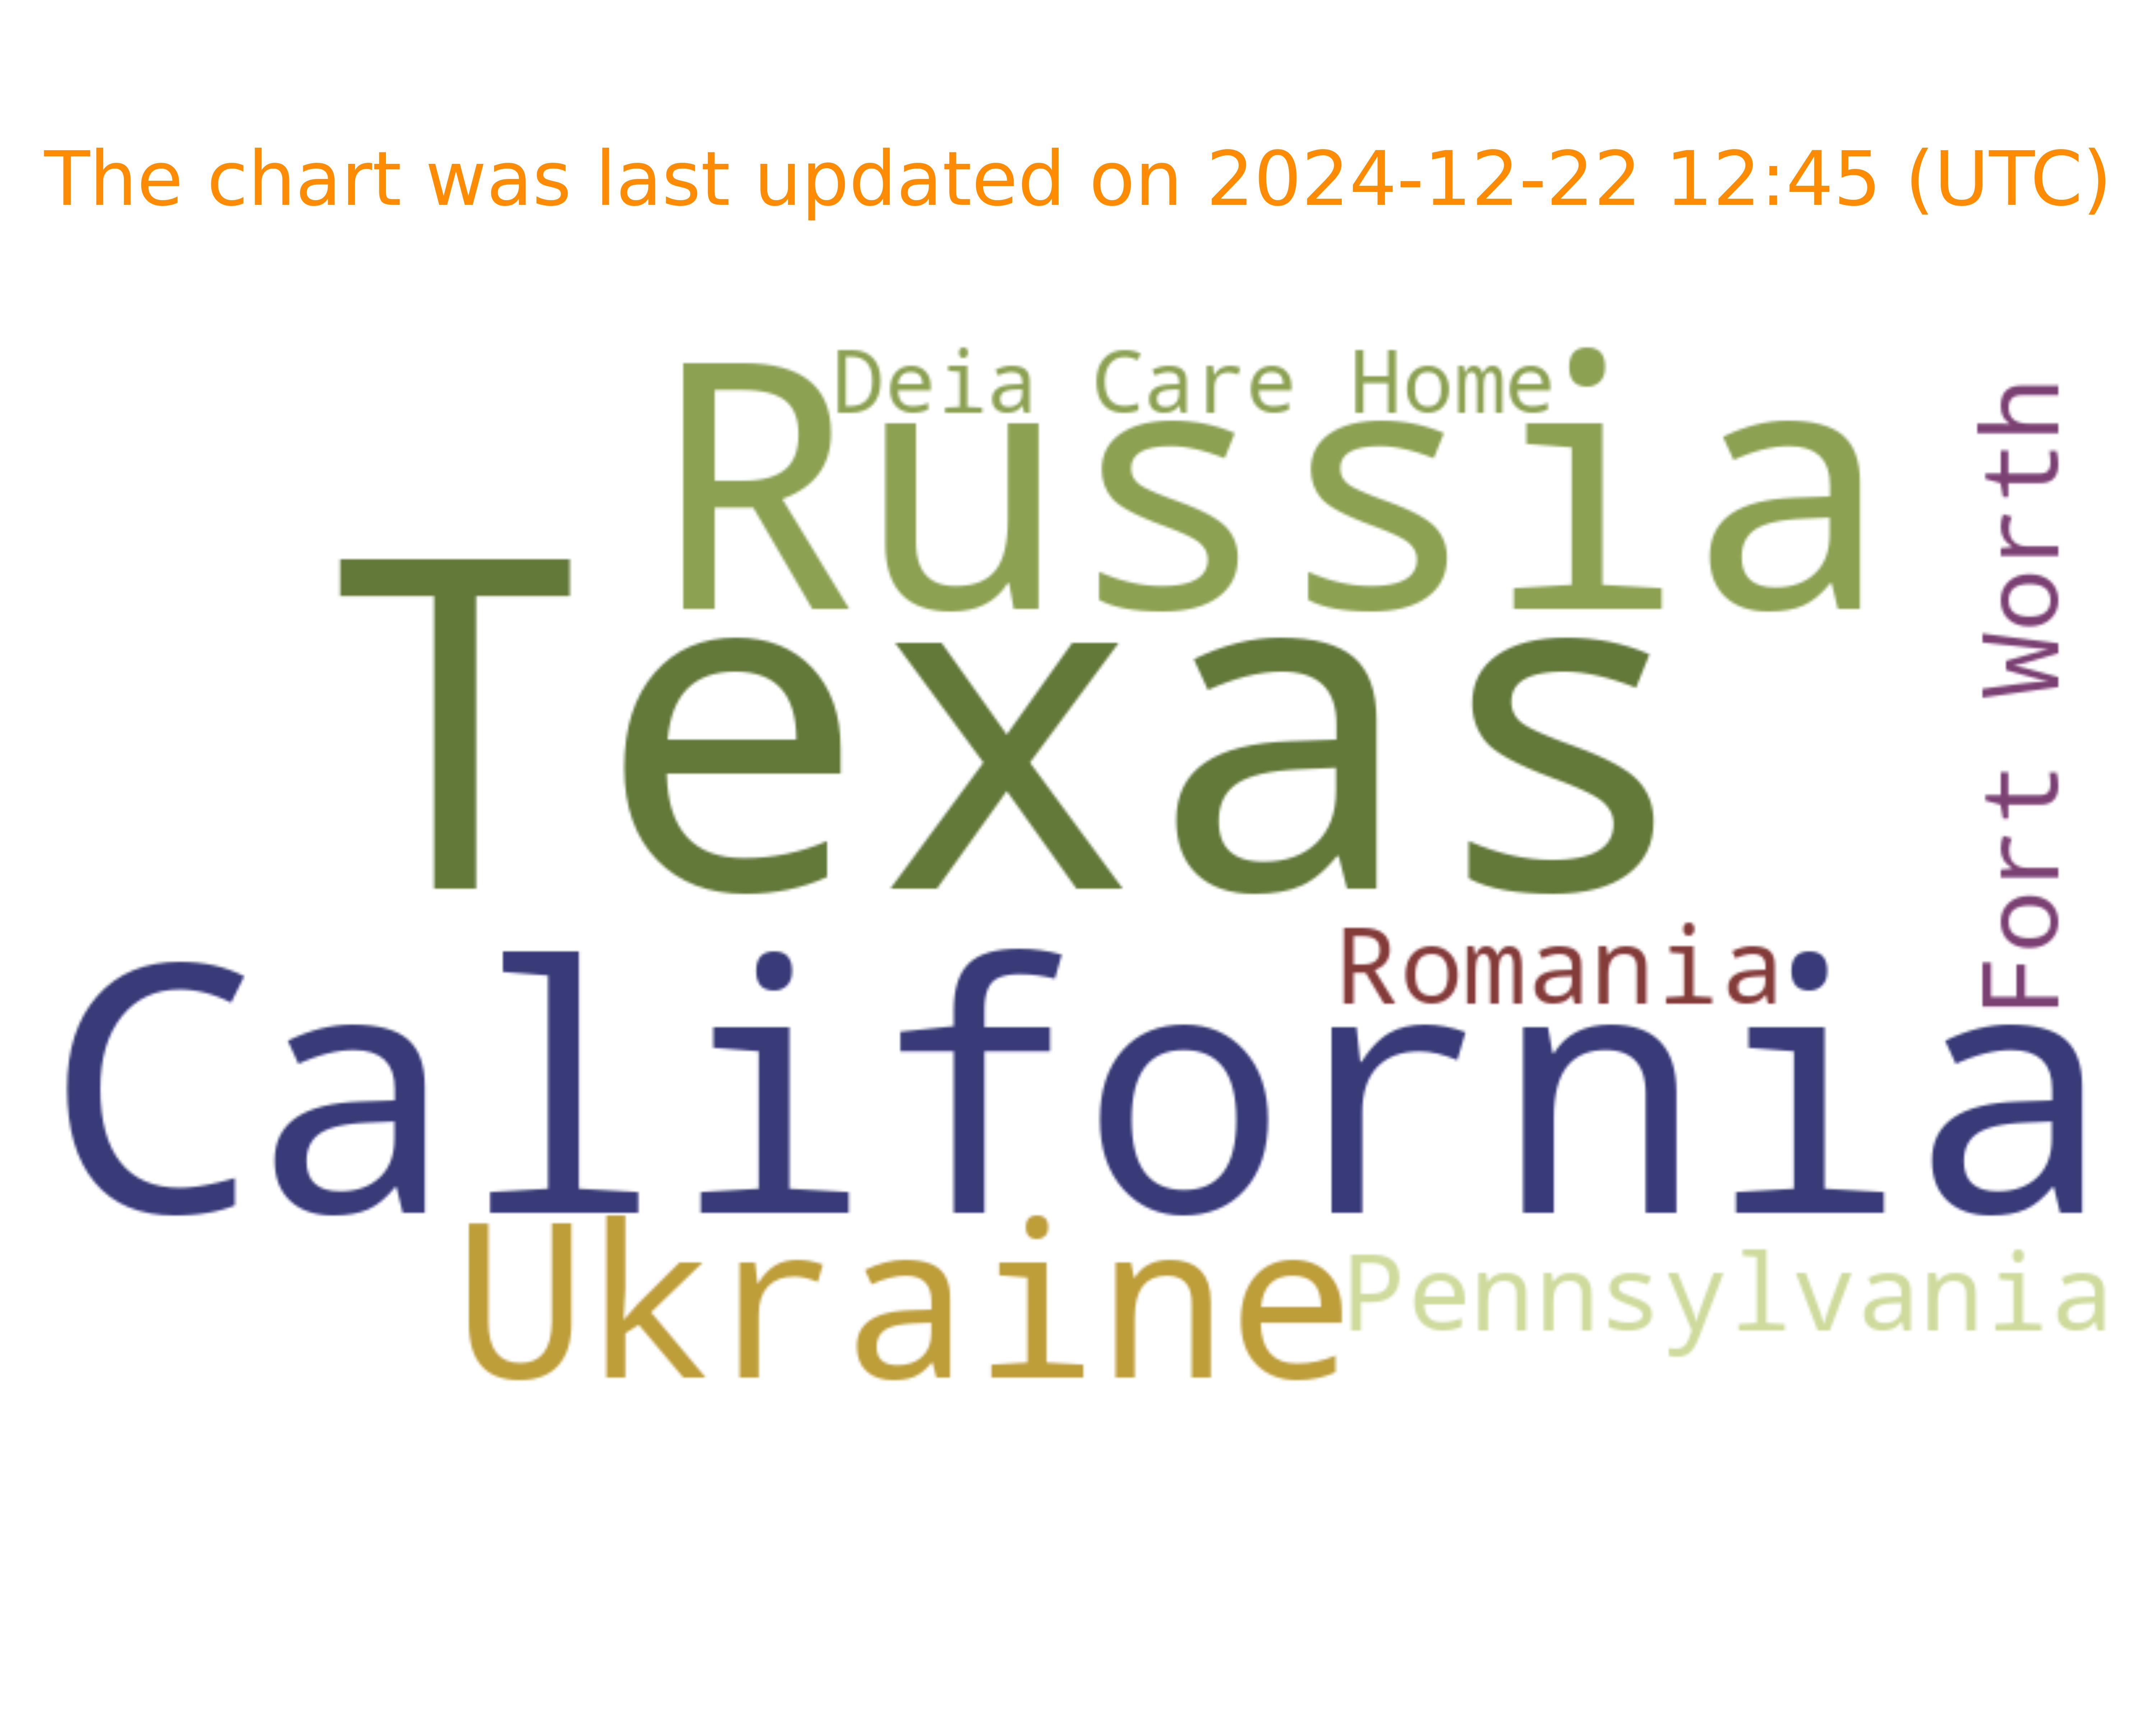 The chart was last updated on 2024-12-22 12:45 (UTC)
Deia Care Home
Russia
Fort Worth
Texas
Romania
California
Ukraine
Pennsylvania